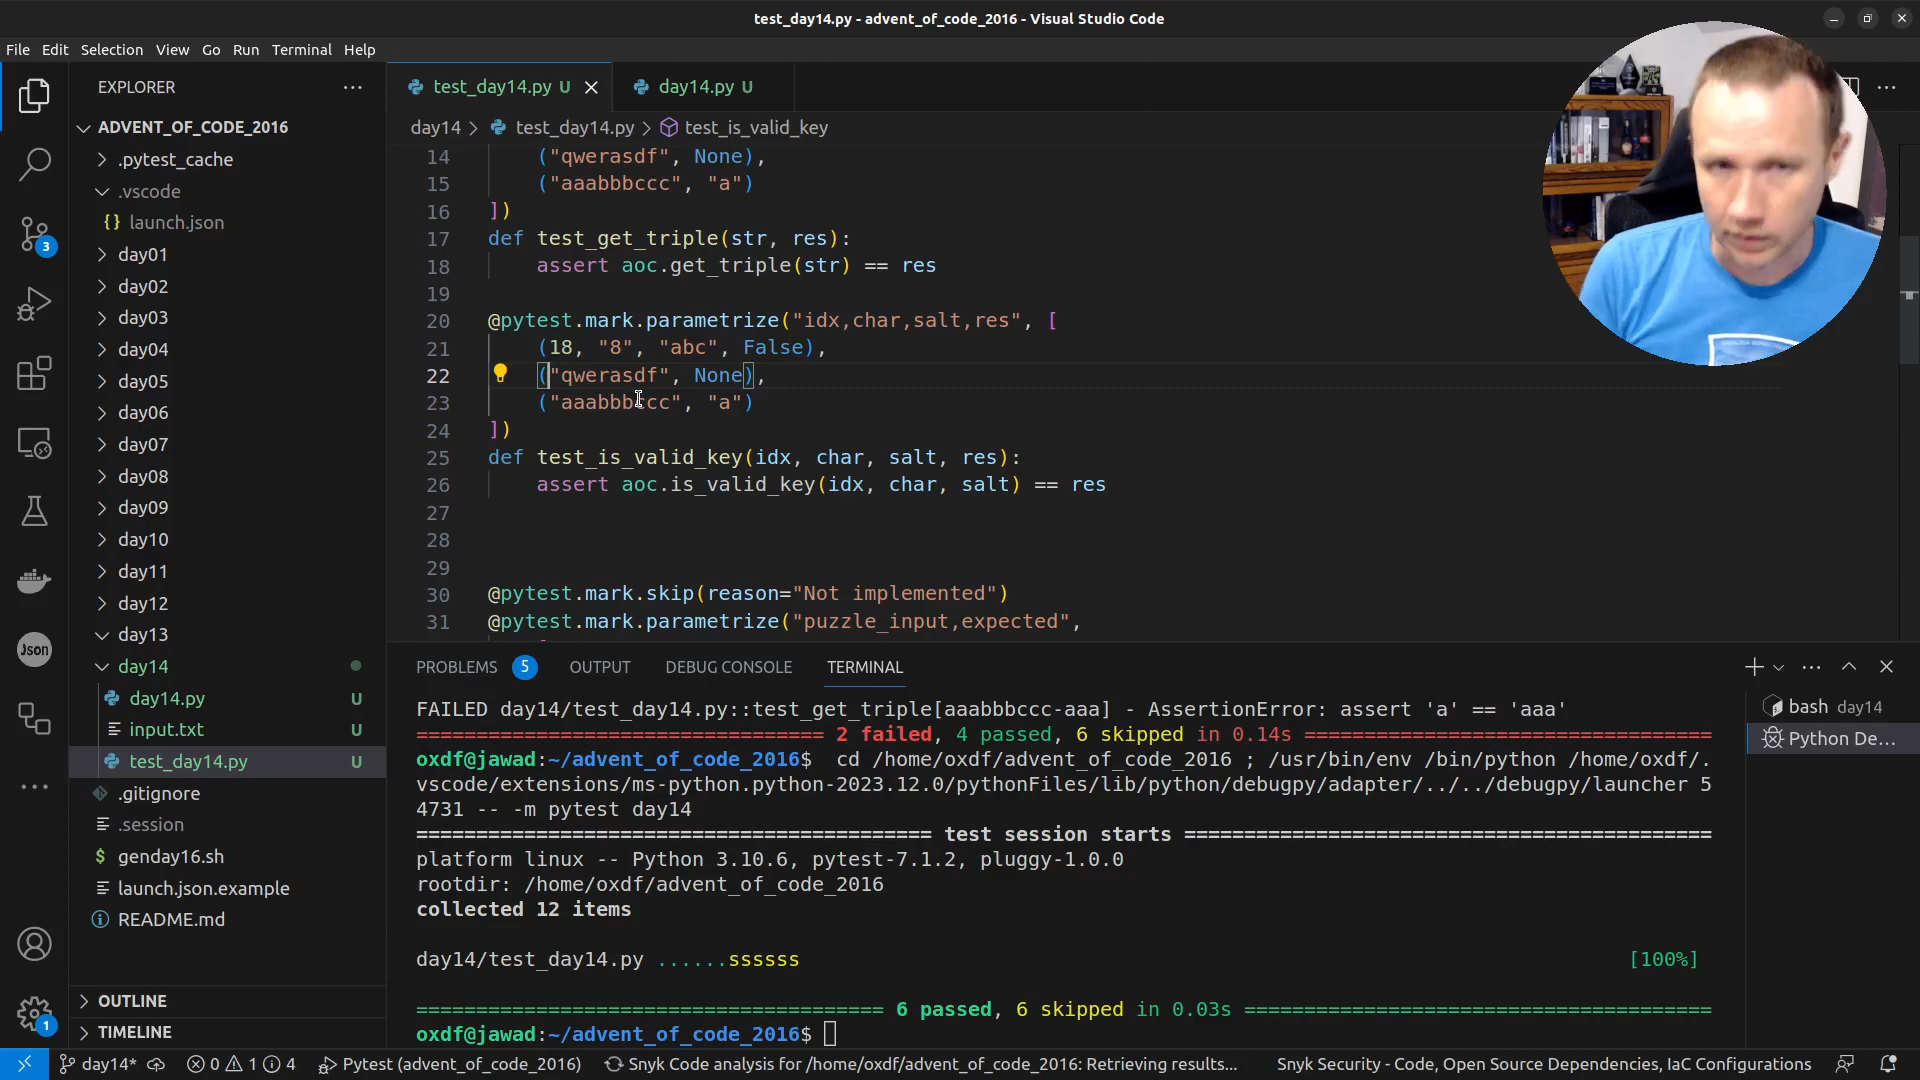 test_day14.py - advent_of_code_2016 - Visual Studio Code
File Edit Selection View Go Run Terminal Help
EXPLORER
ADVENT_OF_CODE_2016
.pytest_cache
.vscode
launch.json
day01
day02
day03
day04
day05
day06
day07
day08
day09
day10
day11
day12
day13
day14
day14.py U
input.txt U
test_day14.py U
.gitignore
.session
genday16.sh
launch.json.example
README.md
OUTLINE
TIMELINE
3
Json
1
test_day14.py U
day14.py U
day14 > test_day14.py > test_is_valid_key
14 ("qwerasdf", None),
15 ("aaabbbccc", "a")
16 ])
17 def test_get_triple(str, res):
18 assert aoc.get_triple(str) == res
19
20 @pytest.mark.parametrize("idx,char,salt,res", [
21 (18, "8", "abc", False),
22 ("qwerasdf", None),
23 ("aaabbbccc", "a")
24 ])
25 def test_is_valid_key(idx, char, salt, res):
26 assert aoc.is_valid_key(idx, char, salt) == res
27
28
29
30 @pytest.mark.skip(reason="Not implemented")
31 @pytest.mark.parametrize("puzzle_input,expected",
PROBLEMS 5 OUTPUT DEBUG CONSOLE TERMINAL
FAILED day14/test_day14.py::test_get_triple[aaabbbccc-aaa] - AssertionError: assert 'a' == 'aaa'
================================= 2 failed, 4 passed, 6 skipped in 0.14s =================================
oxdf@jawad:~/advent_of_code_2016$  cd /home/oxdf/advent_of_code_2016 ; /usr/bin/env /bin/python /home/oxdf/.
vscode/extensions/ms-python.python-2023.12.0/pythonFiles/lib/python/debugpy/adapter/../../debugpy/launcher 5
4731 -- -m pytest day14
========================================== test session starts ===========================================
platform linux -- Python 3.10.6, pytest-7.1.2, pluggy-1.0.0
rootdir: /home/oxdf/advent_of_code_2016
collected 12 items
day14/test_day14.py ......ssssss [100%]
====================================== 6 passed, 6 skipped in 0.03s ======================================
oxdf@jawad:~/advent_of_code_2016$
bash day14
Python De...
day14* 0 1 4 Pytest (advent_of_code_2016) Snyk Code analysis for /home/oxdf/advent_of_code_2016: Retrieving results... Snyk Security - Code, Open Source Dependencies, IaC Configurations